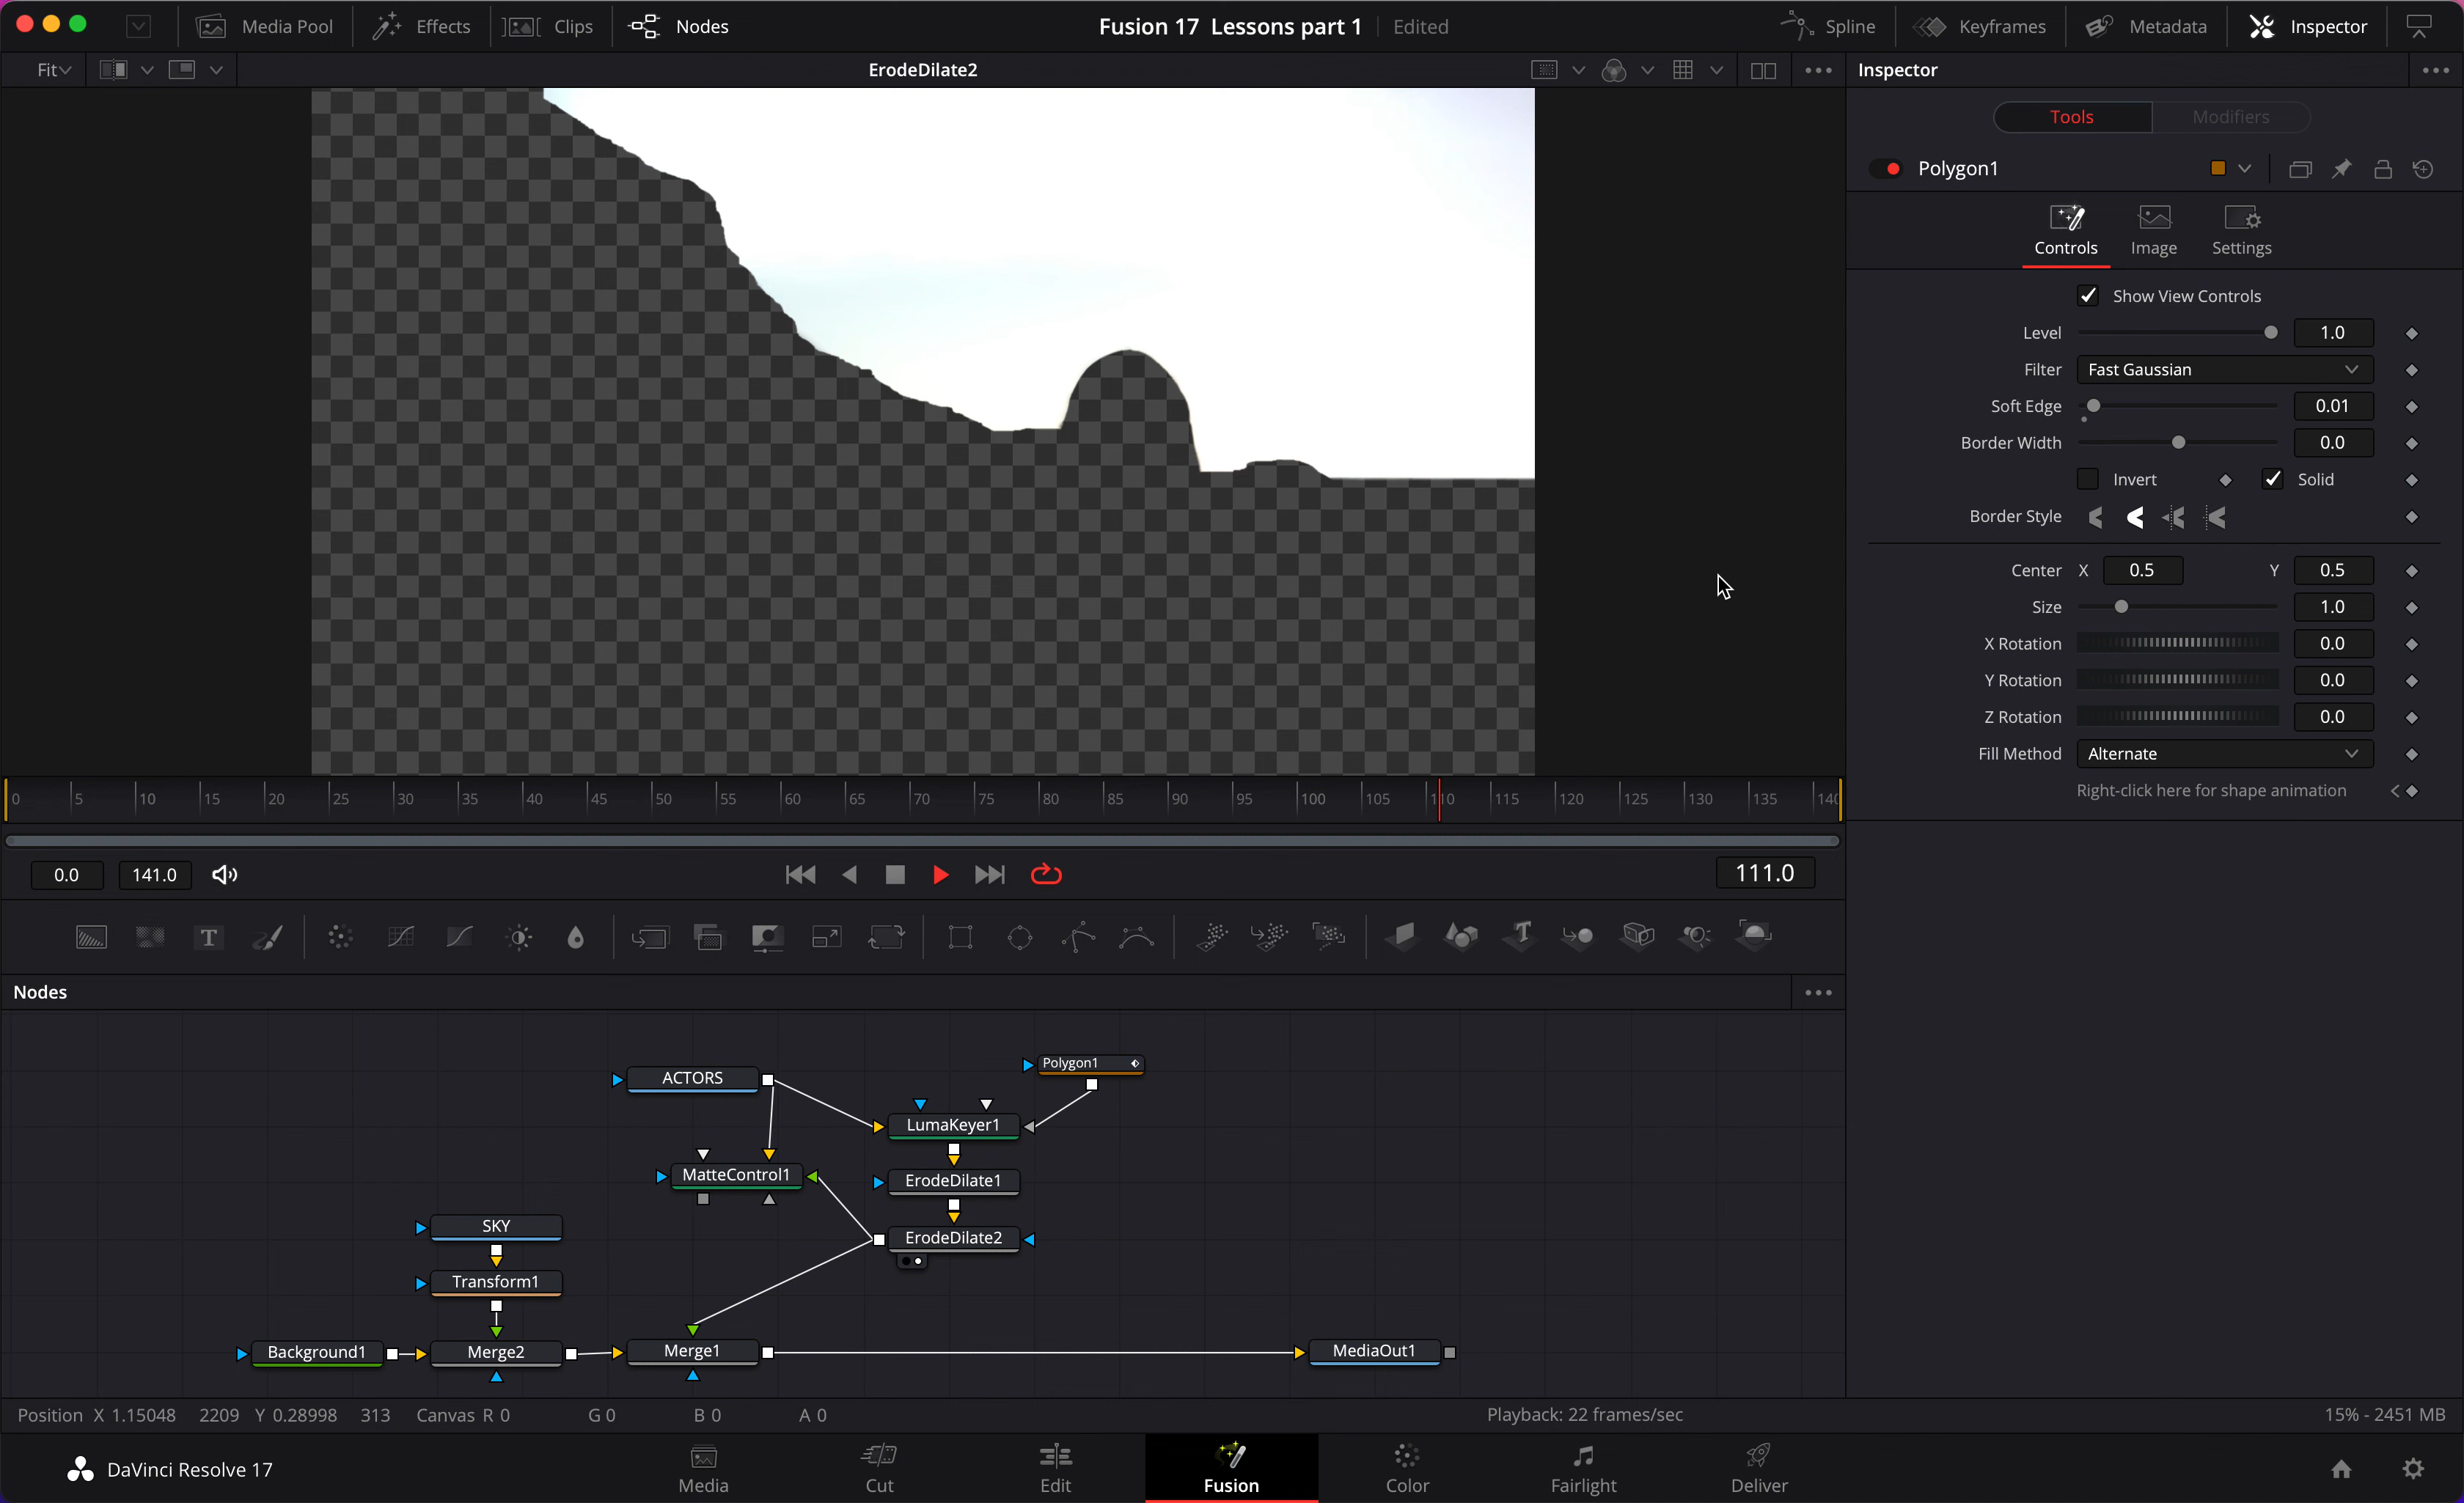 Media Pool Effects Clips Nodes Fusion 17 Lessons part 1 Edited Spline Keyframes Metadata Inspector
Fit ErodeDilate2 Inspector
Tools Modifiers
Polygon1
Controls Image Settings
Show View Controls
Level 1.0
Filter Fast Gaussian
Soft Edge 0.01
Border Width 0.0
Invert Solid
Border Style
Center X 0.5 Y 0.5
Size 1.0
X Rotation 0.0
Y Rotation 0.0
Z Rotation 0.0
Fill Method Alternate
Right-click here for shape animation
0 5 10 15 20 25 30 35 40 45 50 55 60 65 70 75 80 85 90 95 100 105 110 115 120 125 130 135 140
0.0 141.0 111.0
Nodes
Polygon1
ACTORS
LumaKeyer1
MatteControl1
ErodeDilate1
SKY
ErodeDilate2
Transform1
Background1 Merge2 Merge1 MediaOut1
Position X 1.15048 2209 Y 0.28998 313 Canvas R 0 G 0 B 0 A 0 Playback: 22 frames/sec 15% - 2451 MB
DaVinci Resolve 17
Media Cut Edit Fusion Color Fairlight Deliver